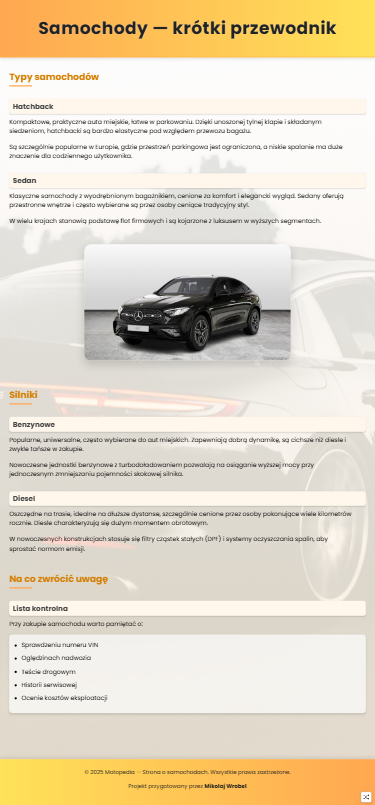 Samochody — krótki przewodnik
Typy samochodów
Hatchback
Kompaktowe, praktyczne auta miejskie, łatwe w parkowaniu. Dzięki unoszonej tylnej klapie i składanym
siedzeniom, hatchbacki są bardzo elastyczne pod względem przewozu bagażu.
Są szczególnie popularne w Europie, gdzie przestrzeń parkingowa jest ograniczona, a niskie spalanie ma duże
znaczenie dla codziennego użytkownika.
Sedan
Klasyczne samochody z wyodrębnionym bagażnikiem, cenione za komfort i elegancki wygląd. Sedany oferują
przestronne wnętrze i często wybierane są przez osoby ceniące tradycyjny styl.
W wielu krajach stanowią podstawę flot firmowych i są kojarzone z luksusem w wyższych segmentach.
Silniki
Benzynowe
Popularne, uniwersalne, często wybierane do aut miejskich. Zapewniają dobrą dynamikę, są cichsze niż diesle i
zwykle tańsze w zakupie.
Nowoczesne jednostki benzynowe z turbodoładowaniem pozwalają na osiąganie wyższej mocy przy
jednoczesnym zmniejszaniu pojemności skokowej silnika.
Diesel
Oszczędne na trasie, idealne na dłuższe dystanse, szczególnie cenione przez osoby pokonujące wiele kilometrów
rocznie. Diesle charakteryzują się dużym momentem obrotowym.
W nowoczesnych konstrukcjach stosuje się filtry cząstek stałych (DPF) i systemy oczyszczania spalin, aby
sprostać normom emisji.
Na co zwrócić uwagę
Lista kontrolna
Przy zakupie samochodu warto pamiętać o:
• Sprawdzeniu numeru VIN
• Oględzinach nadwozia
• Teście drogowym
• Historii serwisowej
• Ocenie kosztów eksploatacji
© 2025 Motopedia — Strona o samochodach. Wszystkie prawa zastrzeżone.
Projekt przygotowany przez Mikołaj Wrobel